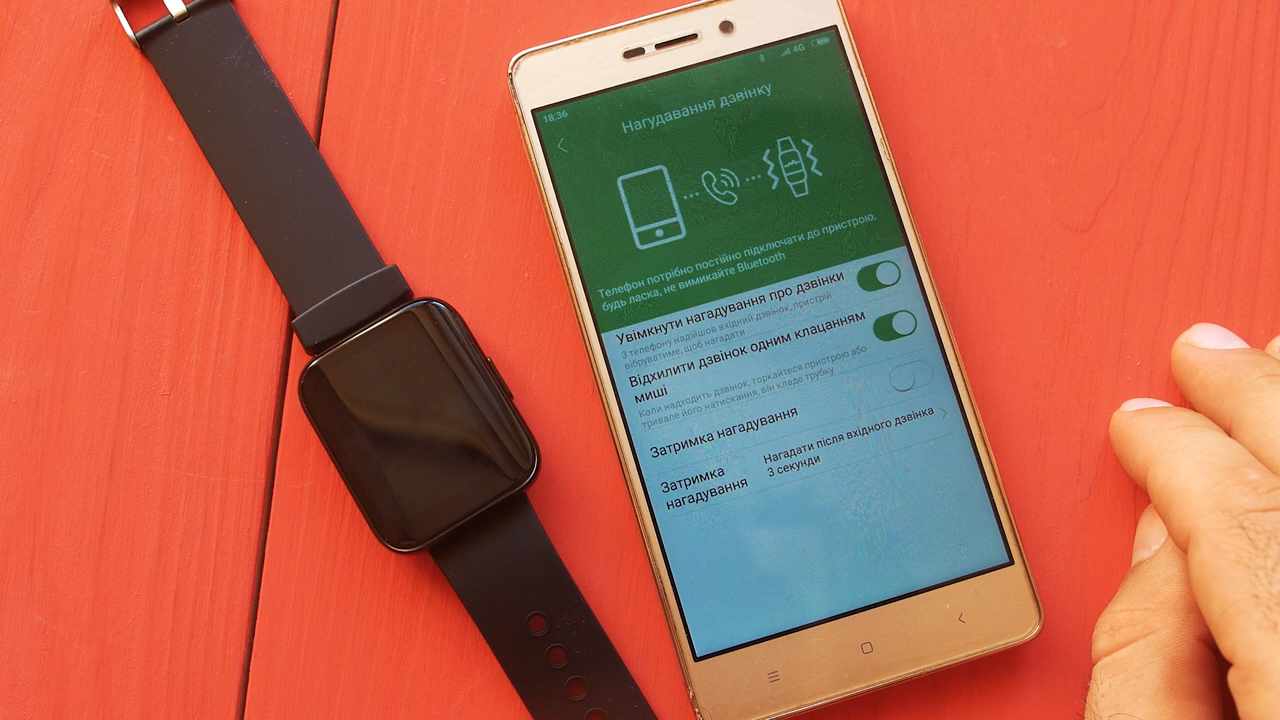 4G
18:36
Нагудавання дзвінку
Телефон потрібно постійно підключати до пристрою,
будь ласка, не вимикайте Bluetooth
Увімкнути нагадування про дзвінки
З телефону надійшов вхідний дзвінок, пристрій
вібруватиме, щоб нагадати
Відхилити дзвінок одним клацанням
миші
Коли надходить дзвінок, торкайтеся пристрою або
тривале його натискання, він кладе трубку
Затримка нагадування
Затримка
нагадування
Нагадати після вхідного дзвінка
3 секунди